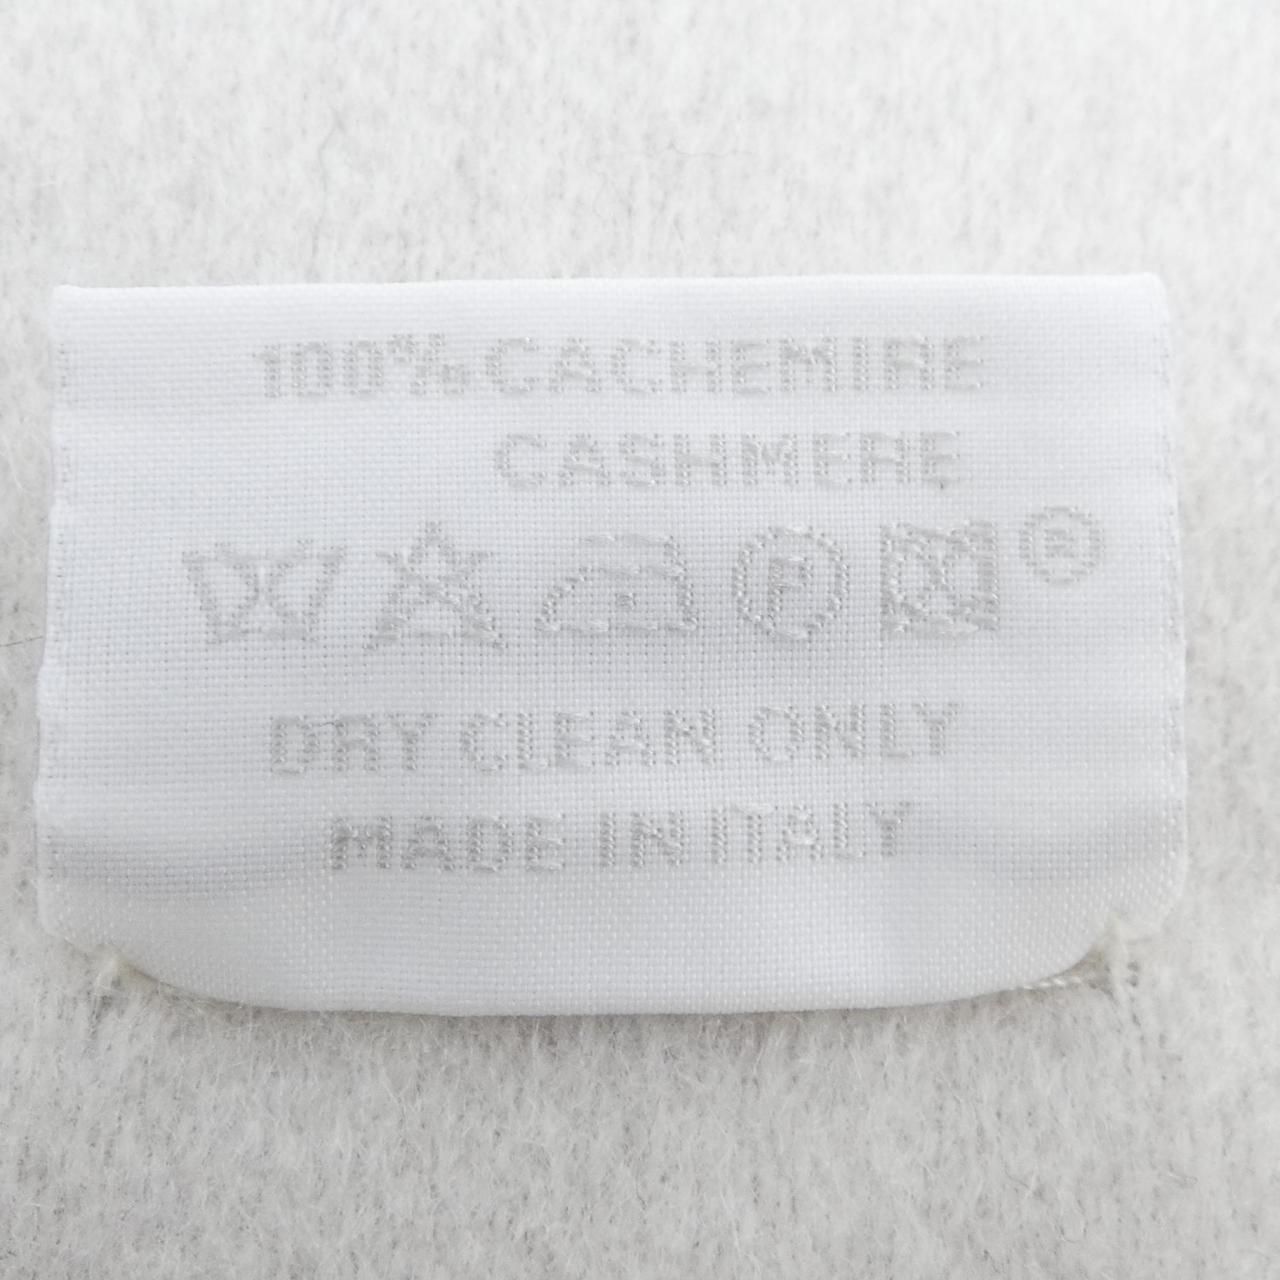 100% CACHEMIRE
CASHMERE
P ®
DRY CLEAN ONLY
MADE IN ITALY